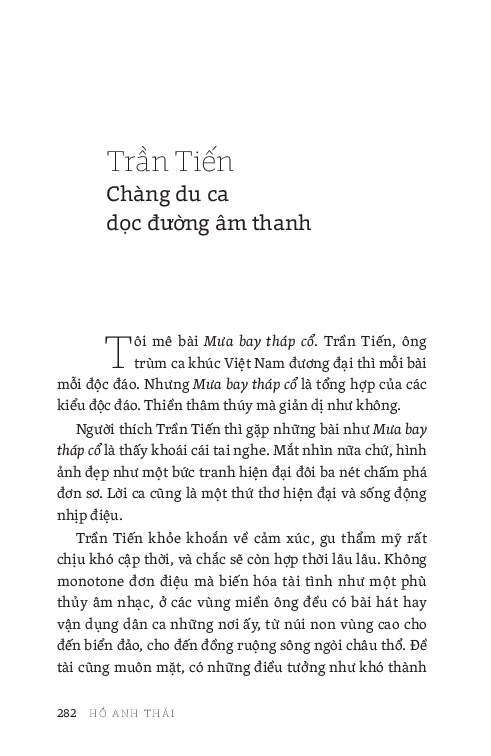 Trần Tiến
Chàng du ca
dọc đường âm thanh
Tôi mê bài Mưa bay tháp cổ. Trần Tiến, ông
trùm ca khúc Việt Nam đương đại thì mỗi bài
mỗi độc đáo. Nhưng Mưa bay tháp cổ là tổng hợp của các
kiểu độc đáo. Thiền thâm thúy mà giản dị như không.
Người thích Trần Tiến thì gặp những bài như Mưa bay
tháp cổ là thấy khoái cái tai nghe. Mắt nhìn nữa chứ, hình
ảnh đẹp như một bức tranh hiện đại đôi ba nét chấm phá
đơn sơ. Lời ca cũng là một thứ thơ hiện đại và sống động
nhịp điệu.
Trần Tiến khỏe khoắn về cảm xúc, gu thẩm mỹ rất
chịu khó cập thời, và chắc sẽ còn hợp thời lâu lâu. Không
monotone đơn điệu mà biến hóa tài tình như một phù
thủy âm nhạc, ở các vùng miền ông đều có bài hát hay
vận dụng dân ca những nơi ấy, từ núi non vùng cao cho
đến biển đảo, cho đến đồng ruộng sông ngòi châu thổ. Đề
tài cũng muôn mặt, có những điều tưởng như khó thành
282 HỒ ANH THÁI